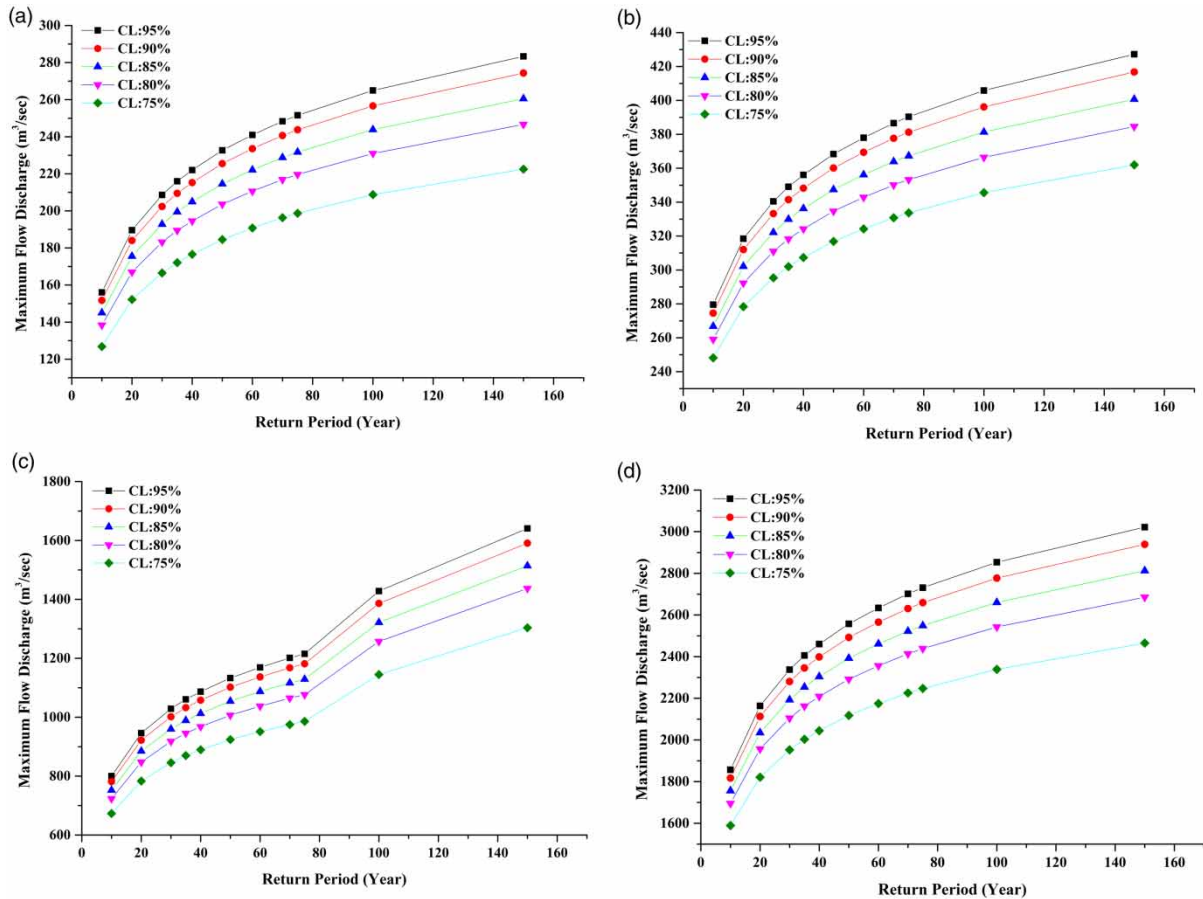 (a)
300
280
260
240
220
200
180
160
140
120
Maximum Flow Discharge (m³/sec)
CL:95%
CL:90%
CL:85%
CL:80%
CL:75%
0 20 40 60 80 100 120 140 160
Return Period (Year)
(b)
440
420
400
380
360
340
320
300
280
260
240
Maximum Flow Discharge (m³/sec)
CL:95%
CL:90%
CL:85%
CL:80%
CL:75%
0 20 40 60 80 100 120 140 160
Return Period (Year)
(c)
1800
1600
1400
1200
1000
800
600
Maximum Flow Discharge (m³/sec)
CL:95%
CL:90%
CL:85%
CL:80%
CL:75%
0 20 40 60 80 100 120 140 160
Return Period (Year)
(d)
3200
3000
2800
2600
2400
2200
2000
1800
1600
Maximum Flow Discharge (m³/sec)
CL:95%
CL:90%
CL:85%
CL:80%
CL:75%
0 20 40 60 80 100 120 140 160
Return Period (Year)